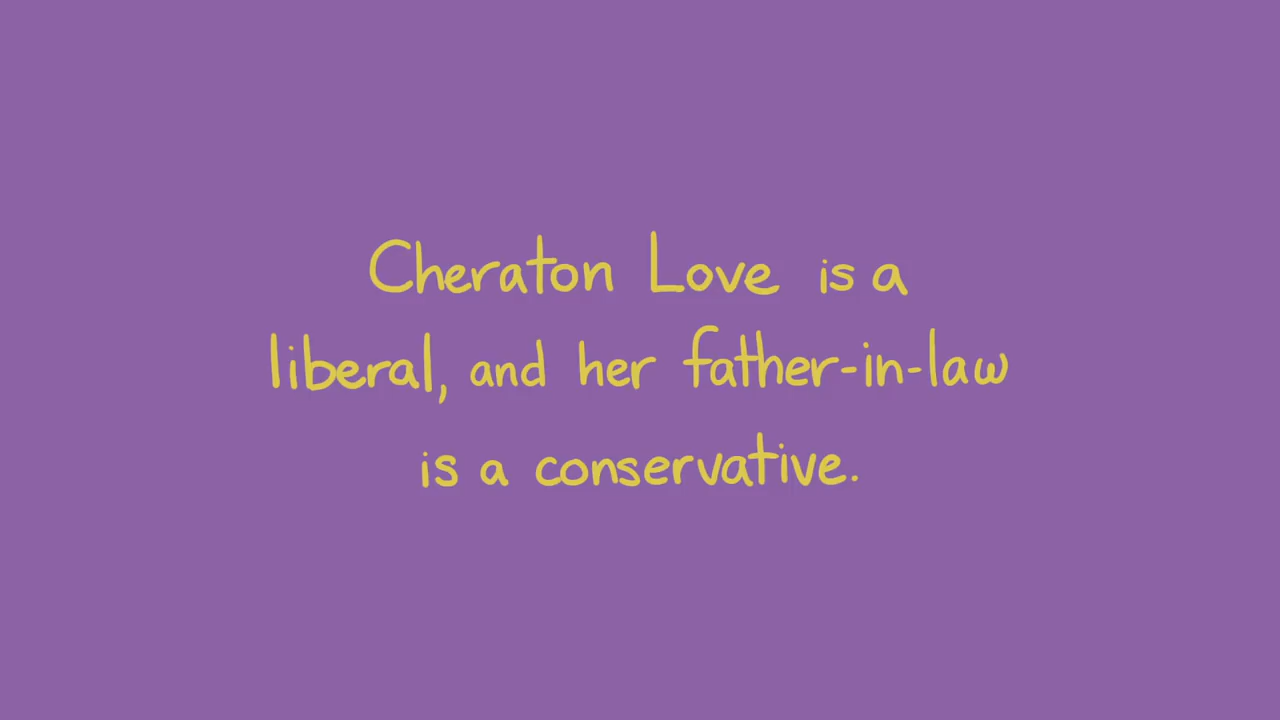 Cheraton Love is a
liberal, and her father-in-law
is a conservative.